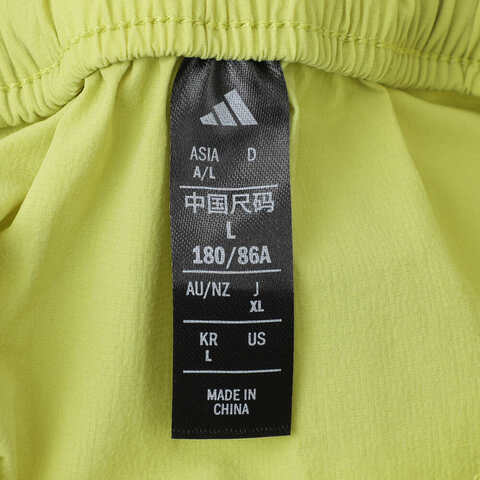 ASIA D
A/L
中国尺码
L
180/86A
AU/NZ J
XL
KR US
L
MADE IN
CHINA